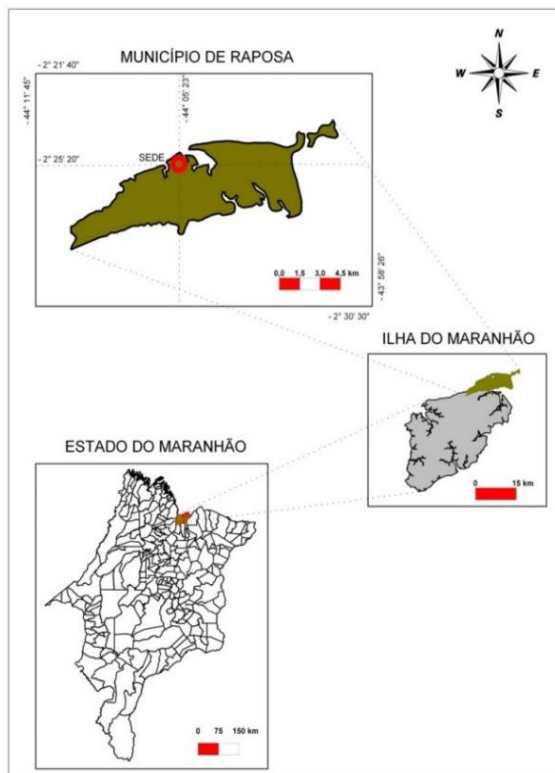 N
W
E
S
MUNICÍPIO DE RAPOSA
- 2° 21' 40"
- 44° 11' 45"
- 44° 05' 23"
- 2° 25' 20"
SEDE
0,0 1,5 3,0 4,5 km
- 43° 58' 26"
- 2° 30' 30"
ILHA DO MARANHÃO
0 15 km
ESTADO DO MARANHÃO
0 75 150 km